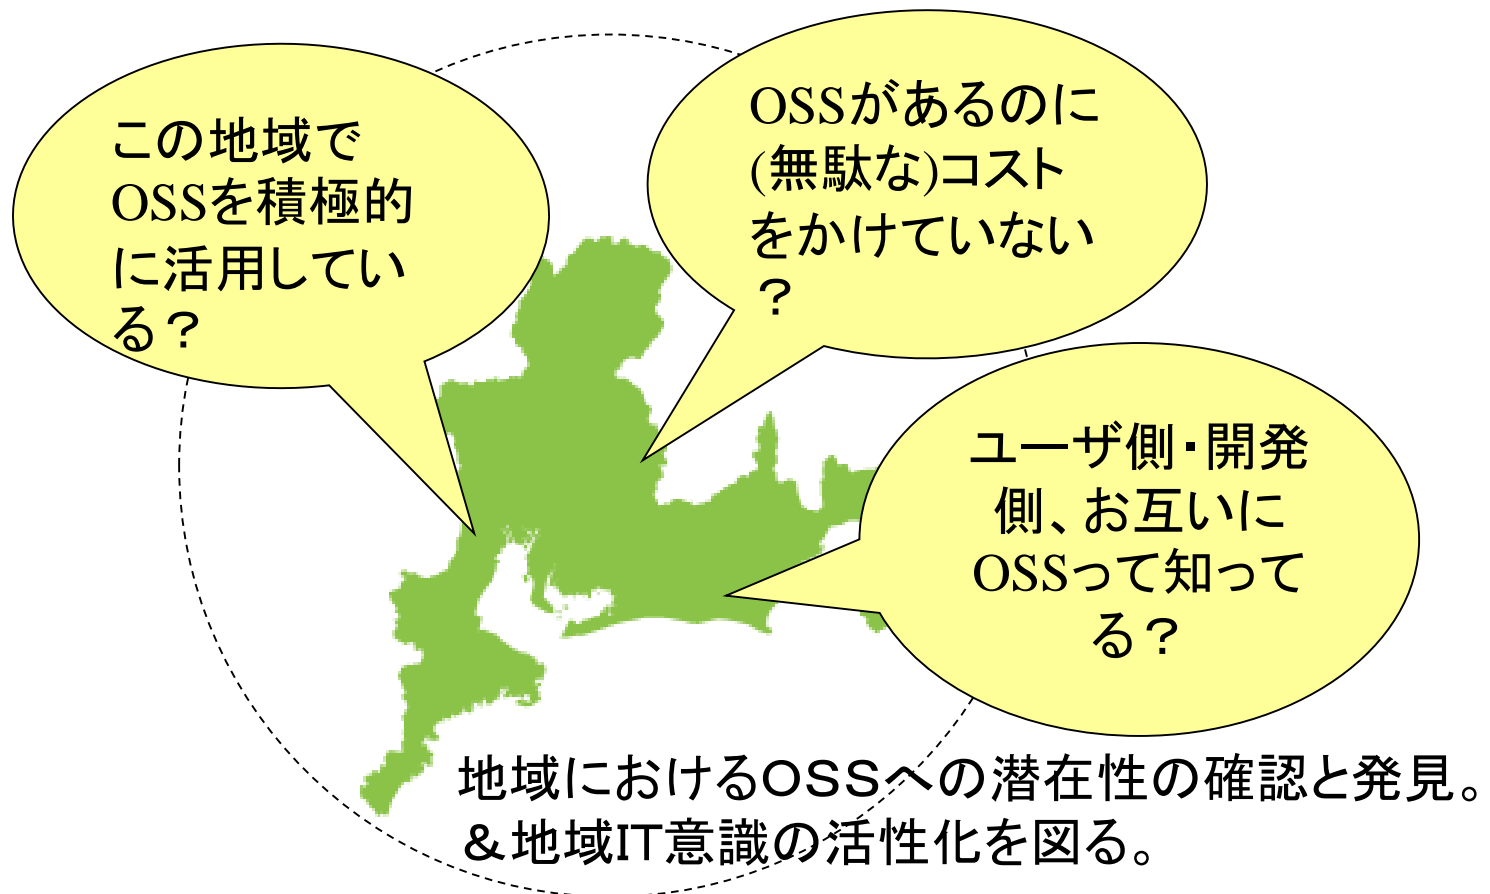 この地域で
OSSを積極的
に活用してい
る？
OSSがあるのに
(無駄な)コスト
をかけていない
？
ユーザ側・開発
側、お互いに
OSSって知って
る？
地域におけるＯＳＳへの潜在性の確認と発見。
＆地域IT意識の活性化を図る。